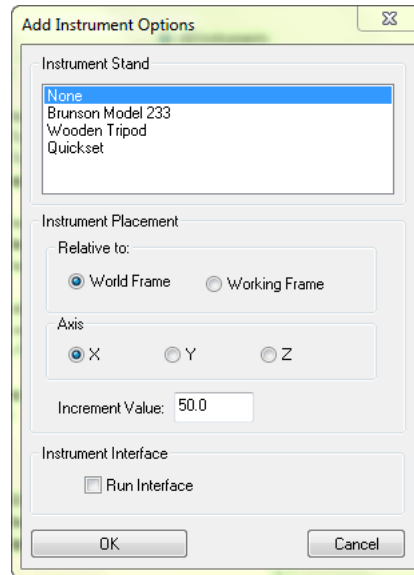 Add Instrument Options
Instrument Stand
None
Brunson Model 233
Wooden Tripod
Quickset
Instrument Placement
Relative to:
World Frame Working Frame
Axis
X Y Z
Increment Value: 50.0
Instrument Interface
Run Interface
OK Cancel